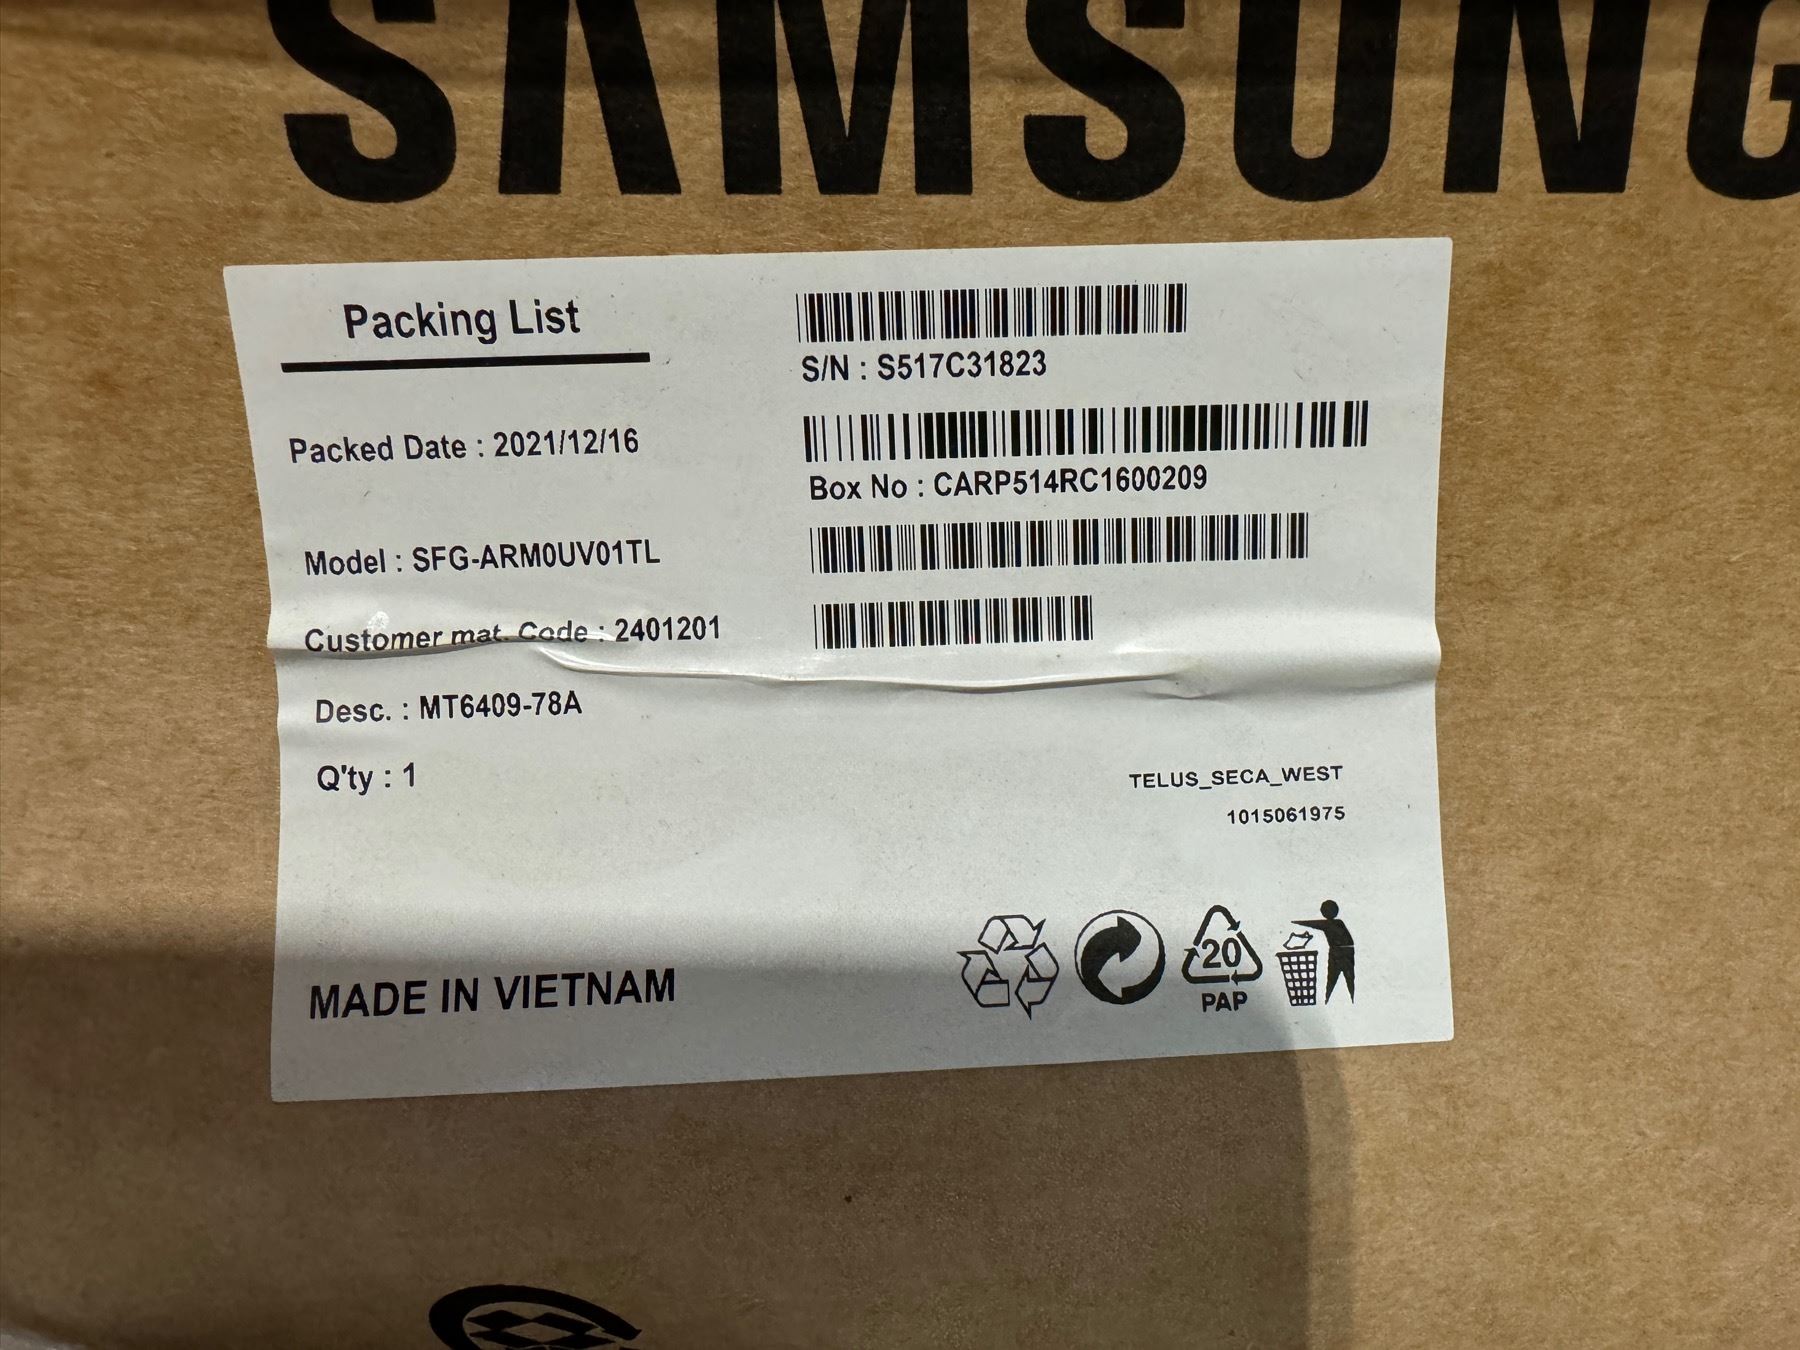 SAMSUNG
Packing List
S/N : S517C31823
Packed Date : 2021/12/16
Box No : CARP514RC1600209
Model : SFG-ARM0UV01TL
Customer mat. Code : 2401201
Desc. : MT6409-78A
Q'ty : 1
TELUS_SECA_WEST
1015061975
MADE IN VIETNAM
20
PAP